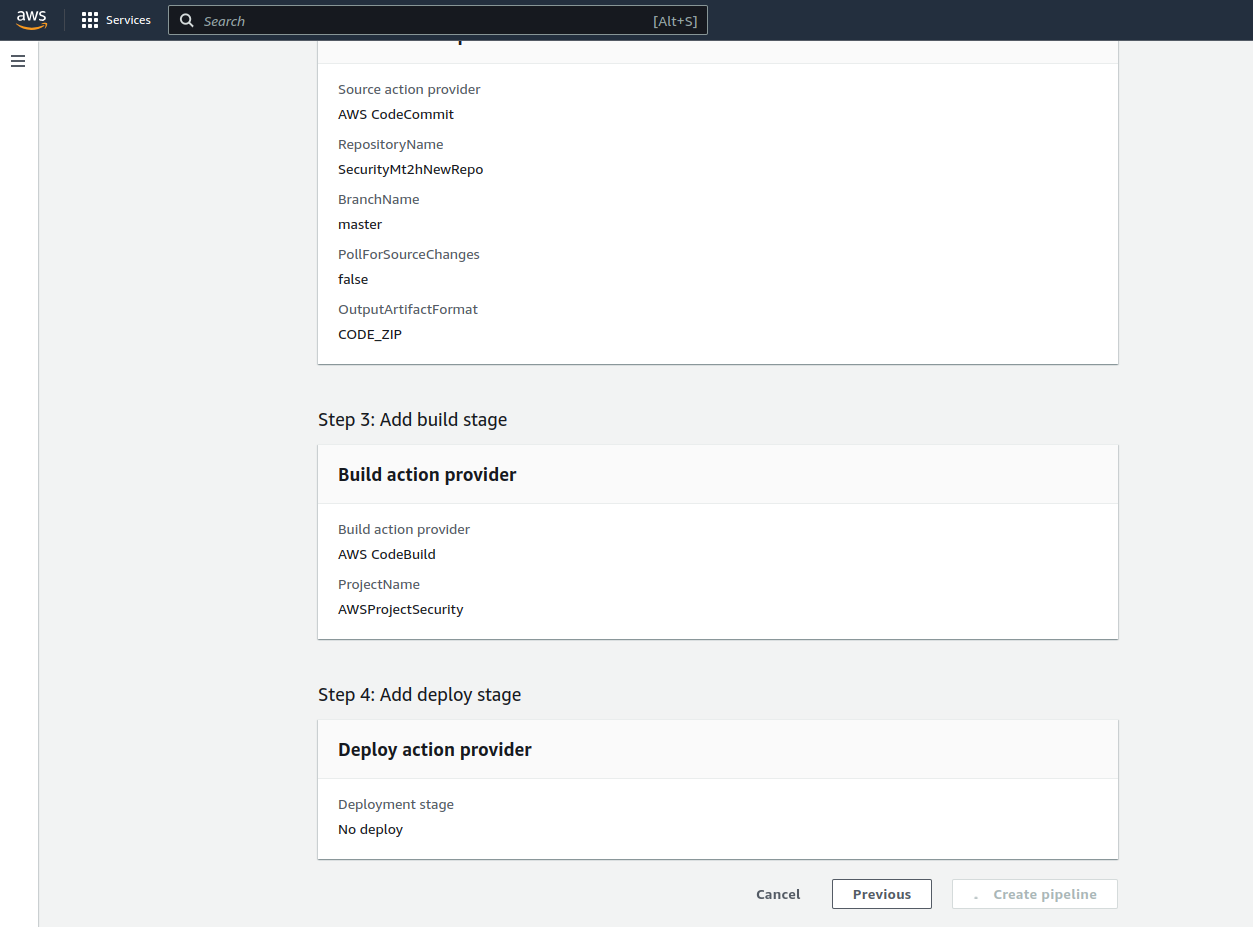 aws
Services
Search
[Alt+S]
Source action provider
AWS CodeCommit
RepositoryName
SecurityMt2hNewRepo
BranchName
master
PollForSourceChanges
false
OutputArtifactFormat
CODE_ZIP
Step 3: Add build stage
Build action provider
Build action provider
AWS CodeBuild
ProjectName
AWSProjectSecurity
Step 4: Add deploy stage
Deploy action provider
Deployment stage
No deploy
Cancel
Previous
Create pipeline